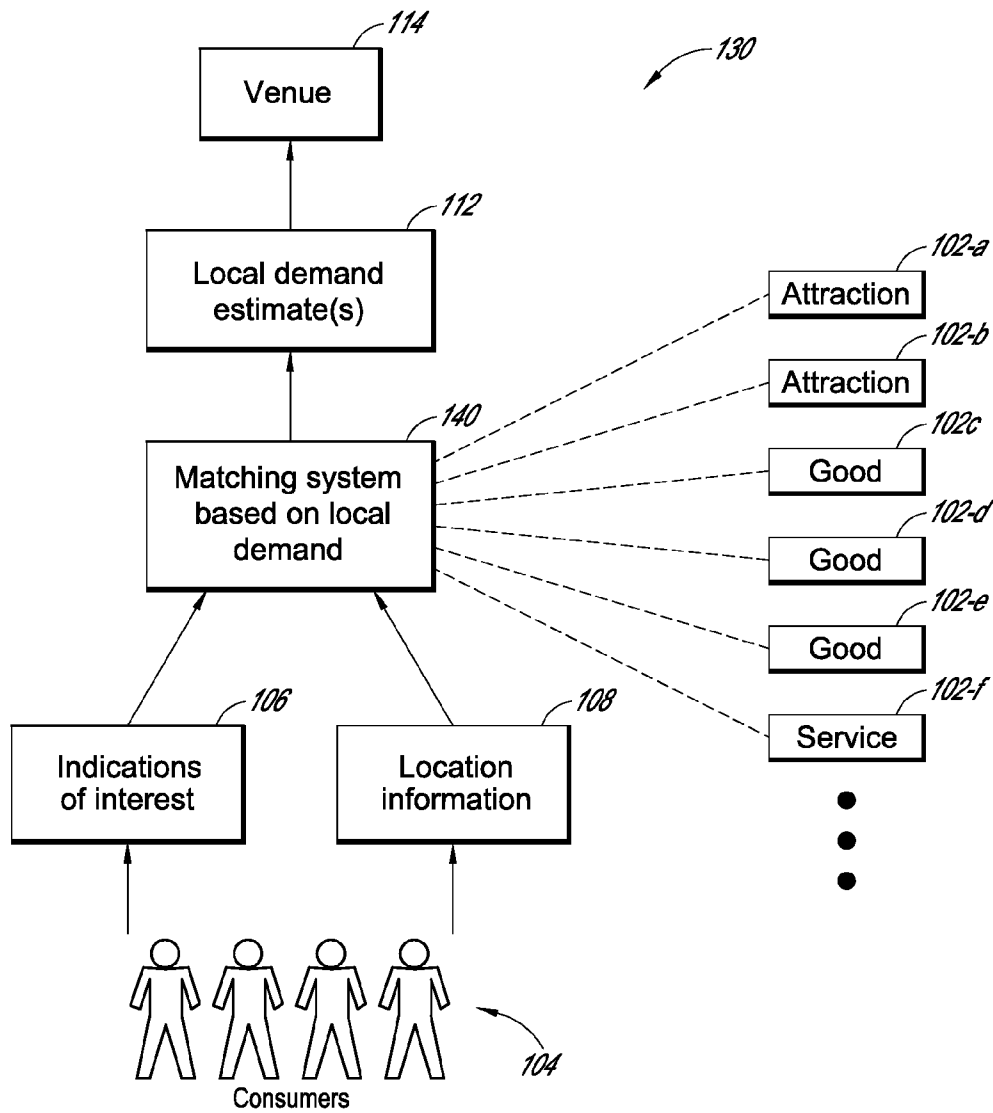 114
130
Venue
112
Local demand
estimate(s)
102-a
Attraction
102-b
Attraction
140
Matching system
based on local
demand
102c
Good
102-d
Good
102-e
Good
102-f
Service
106
Indications
of interest
108
Location
information
104
Consumers